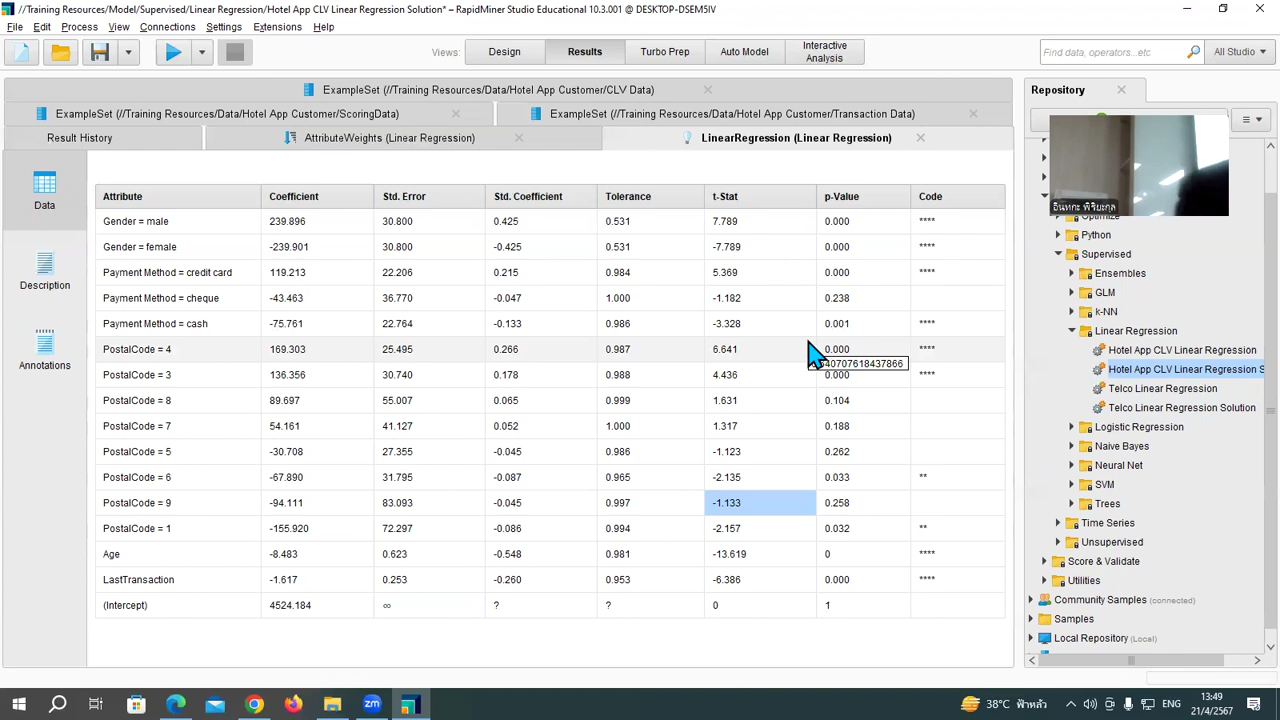 //Training Resources/Model/Supervised/Linear Regression/Hotel App CLV Linear Regression Solution* – RapidMiner Studio Educational 10.3.001 @ DESKTOP-DSEM5IV
File Edit Process View Connections Settings Extensions Help
Views: Design Results Turbo Prep Auto Model Interactive Analysis
Find data, operators...etc All Studio
ExampleSet (//Training Resources/Data/Hotel App Customer/CLV Data)
ExampleSet (//Training Resources/Data/Hotel App Customer/ScoringData) ExampleSet (//Training Resources/Data/Hotel App Customer/Transaction Data)
Result History AttributeWeights (Linear Regression) LinearRegression (Linear Regression)
Data
Description
Annotations
Attribute Coefficient Std. Error Std. Coefficient Tolerance t-Stat p-Value Code
Gender = male 239.896 30.800 0.425 0.531 7.789 0.000 ****
Gender = female -239.901 30.800 -0.425 0.531 -7.789 0.000 ****
Payment Method = credit card 119.213 22.206 0.215 0.984 5.369 0.000 ****
Payment Method = cheque -43.463 36.770 -0.047 1.000 -1.182 0.238
Payment Method = cash -75.761 22.764 -0.133 0.986 -3.328 0.001 ****
PostalCode = 4 169.303 25.495 0.266 0.987 6.641 0.000 ****
40707618437866
PostalCode = 3 136.356 30.740 0.178 0.988 4.436 0.000 ****
PostalCode = 8 89.697 55.007 0.065 0.999 1.631 0.104
PostalCode = 7 54.161 41.127 0.052 1.000 1.317 0.188
PostalCode = 5 -30.708 27.355 -0.045 0.986 -1.123 0.262
PostalCode = 6 -67.890 31.795 -0.087 0.965 -2.135 0.033 **
PostalCode = 9 -94.111 83.093 -0.045 0.997 -1.133 0.258
PostalCode = 1 -155.920 72.297 -0.086 0.994 -2.157 0.032 **
Age -8.483 0.623 -0.548 0.981 -13.619 0 ****
LastTransaction -1.617 0.253 -0.260 0.953 -6.386 0.000 ****
(Intercept) 4524.184 ∞ ? ? 0 1
Repository
Python
Supervised
Ensembles
GLM
k-NN
Linear Regression
Hotel App CLV Linear Regression
Hotel App CLV Linear Regression S
Telco Linear Regression
Telco Linear Regression Solution
Logistic Regression
Naive Bayes
Neural Net
SVM
Trees
Time Series
Unsupervised
Score & Validate
Utilities
Community Samples (connected)
Samples
Local Repository (Local)
38°C ฟ้าหลัว ENG 13:49
21/4/2567